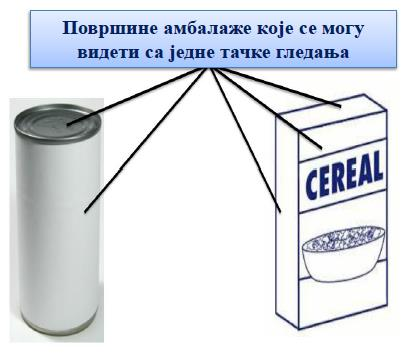 Површине амбалаже које се могу
видети са једне тачке гледања
CEREAL